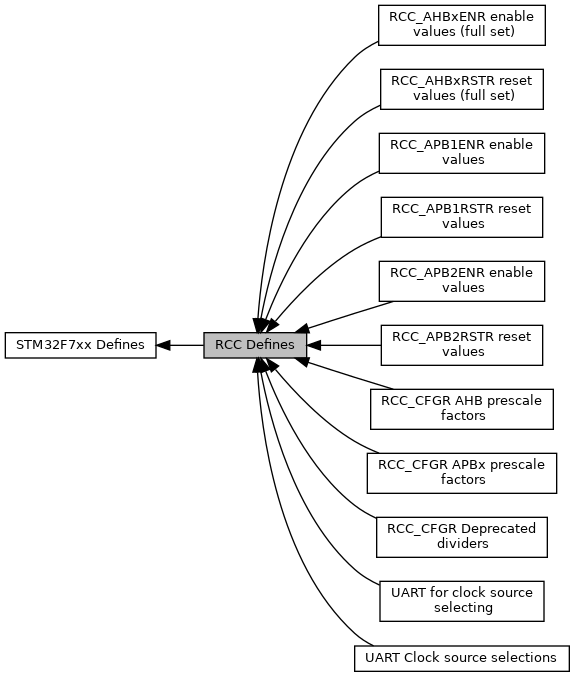 RCC_AHBxENR enable
values (full set)
RCC_AHBxRSTR reset
values (full set)
RCC_APB1ENR enable
values
RCC_APB1RSTR reset
values
RCC_APB2ENR enable
values
STM32F7xx Defines
RCC Defines
RCC_APB2RSTR reset
values
RCC_CFGR AHB prescale
factors
RCC_CFGR APBx prescale
factors
RCC_CFGR Deprecated
dividers
UART for clock source
selecting
UART Clock source selections